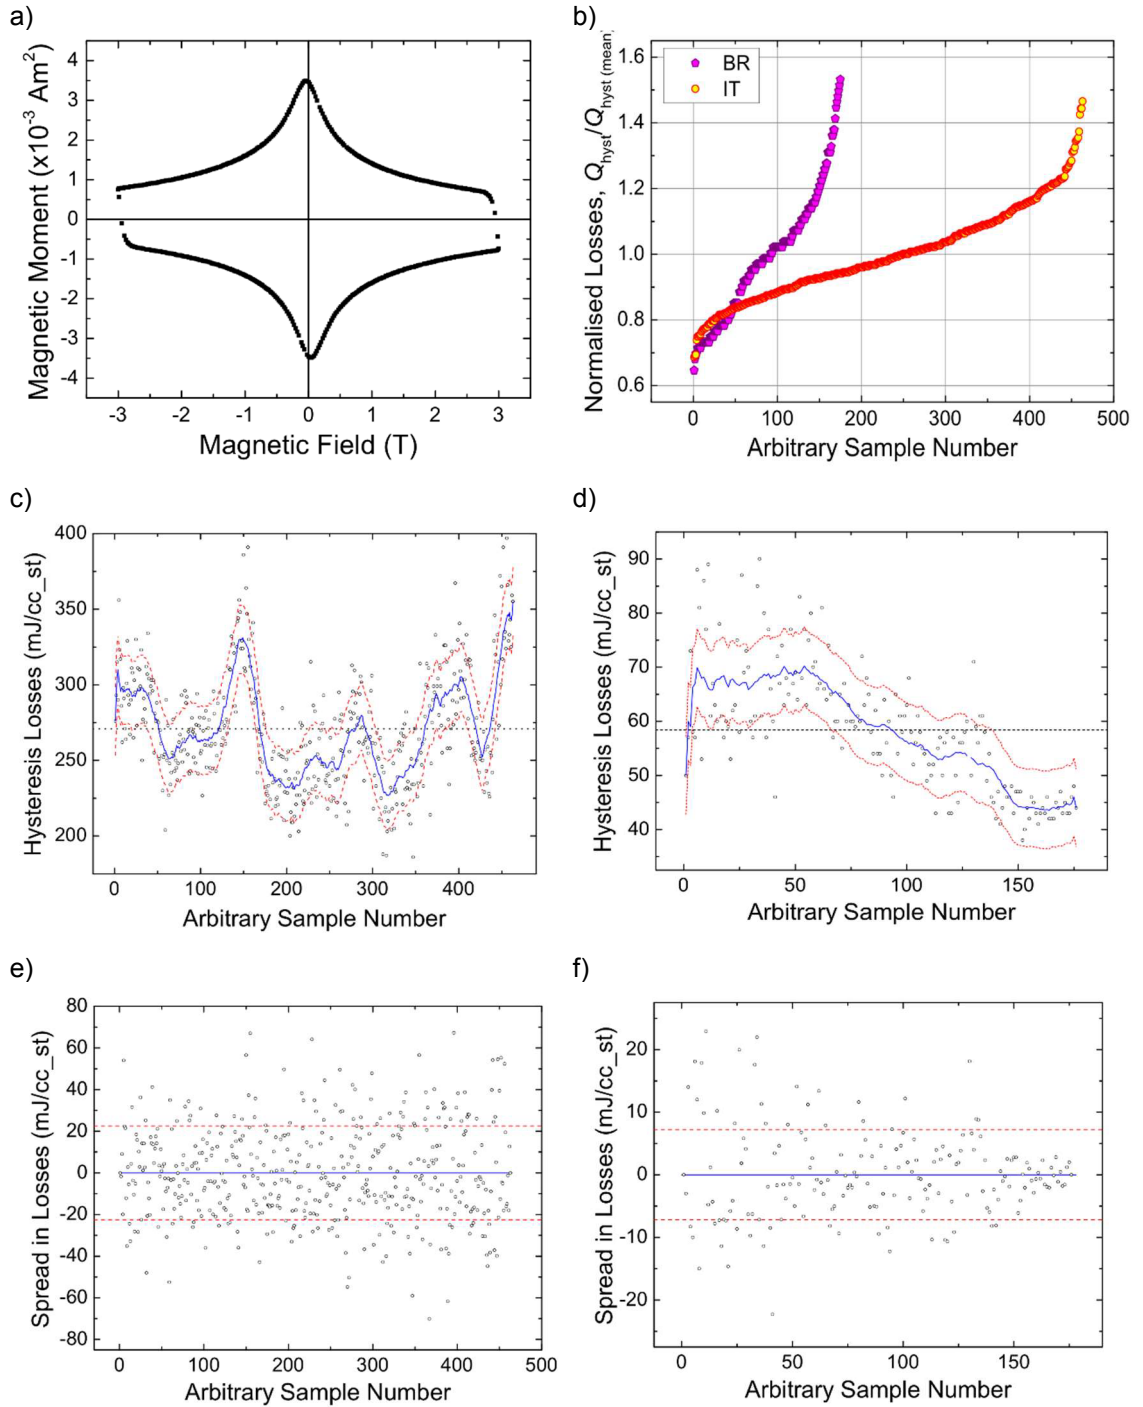 a)
4
3
2
1
0
-1
-2
-3
-4
Magnetic Moment (x10⁻³ Am²)
-3 -2 -1 0 1 2 3
Magnetic Field (T)
b)
1.6
1.4
1.2
1.0
0.8
0.6
Normalised Losses, Q_hyst/Q_hyst (mean)
BR
IT
0 100 200 300 400 500
Arbitrary Sample Number
c)
400
350
300
250
200
Hysteresis Losses (mJ/cc_st)
0 100 200 300 400
Arbitrary Sample Number
d)
90
80
70
60
50
40
Hysteresis Losses (mJ/cc_st)
0 50 100 150
Arbitrary Sample Number
e)
80
60
40
20
0
-20
-40
-60
-80
Spread in Losses (mJ/cc_st)
0 100 200 300 400 500
Arbitrary Sample Number
f)
20
10
0
-10
-20
Spread in Losses (mJ/cc_st)
0 50 100 150
Arbitrary Sample Number